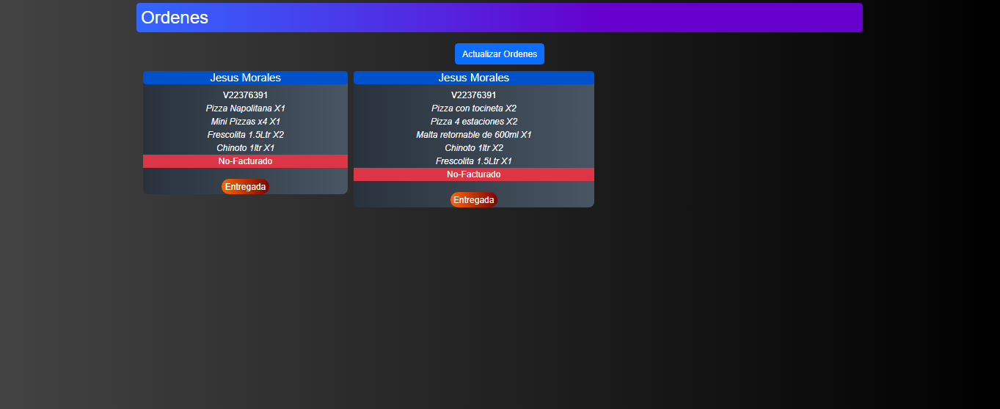 Ordenes
Actualizar Ordenes
Jesus Morales
V22376391
Pizza Napolitana X1
Mini Pizzas x4 X1
Frescolita 1.5Ltr X2
Chinoto 1ltr X1
No-Facturado
Entregada
Jesus Morales
V22376391
Pizza con tocineta X2
Pizza 4 estaciones X2
Malta retornable de 600ml X1
Chinoto 1ltr X2
Frescolita 1.5Ltr X1
No-Facturado
Entregada